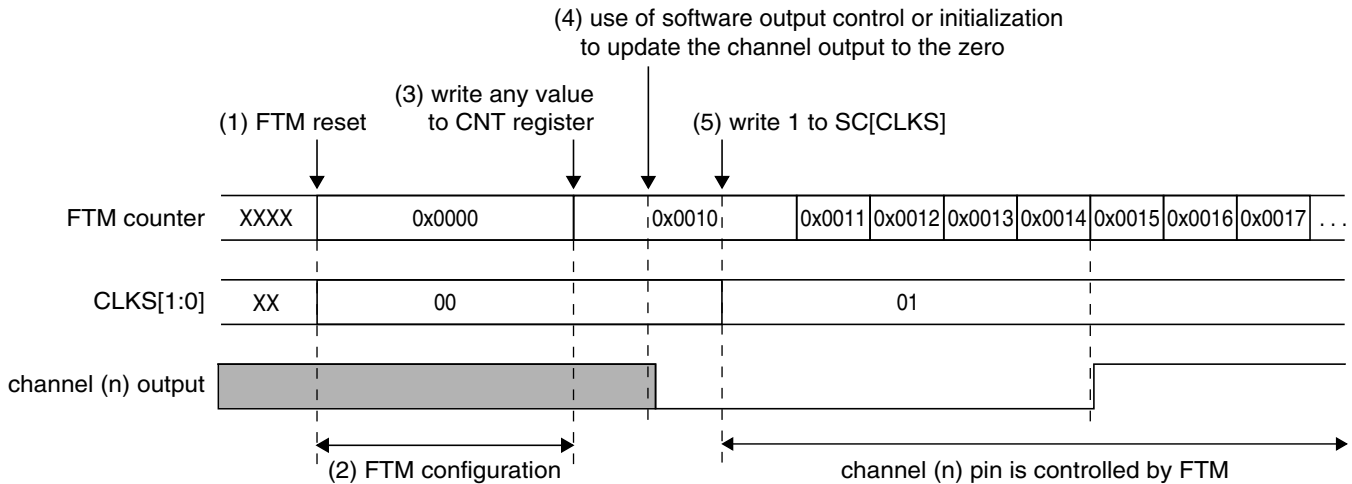 (4) use of software output control or initialization
to update the channel output to the zero
(3) write any value
to CNT register
(1) FTM reset
(5) write 1 to SC[CLKS]
FTM counter XXXX 0x0000 0x0010 0x0011 0x0012 0x0013 0x0014 0x0015 0x0016 0x0017 . . .
CLKS[1:0] XX 00 01
channel (n) output
(2) FTM configuration
channel (n) pin is controlled by FTM